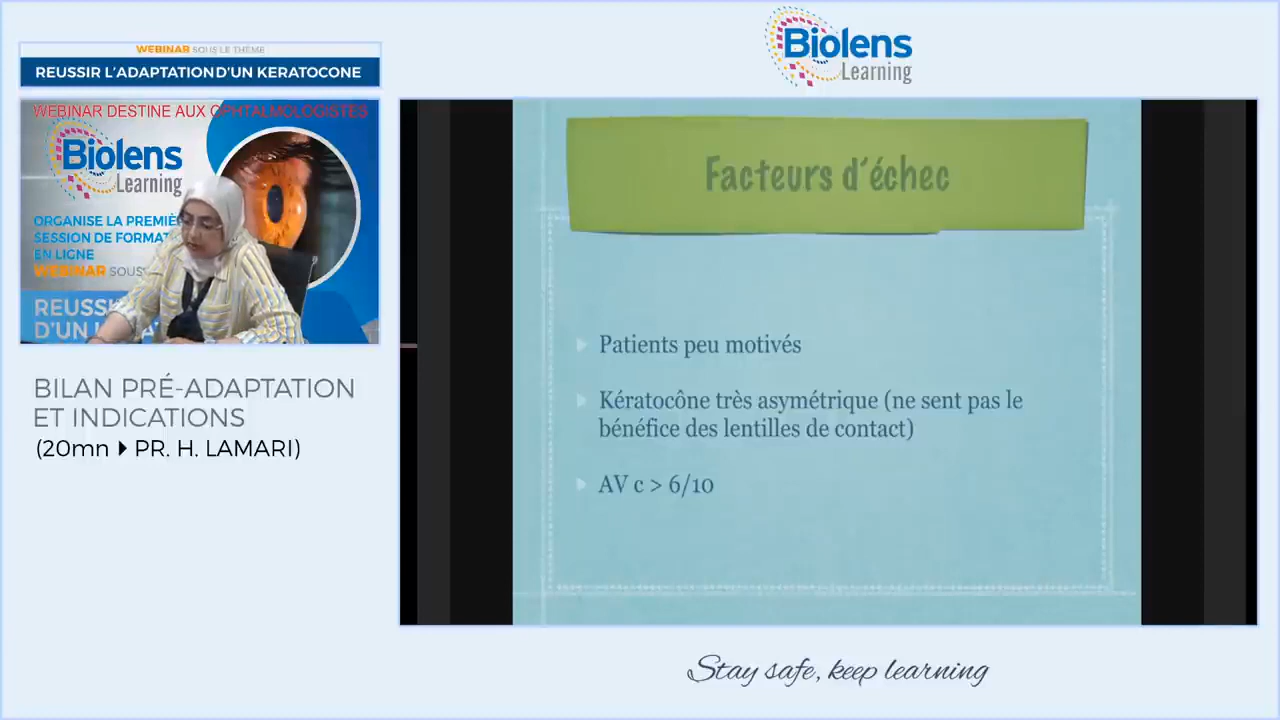 Biolens
Learning
WEBINAR SOUS LE THÈME
REUSSIR L'ADAPTATION D'UN KERATOCONE
WEBINAR DESTINE AUX OPHTALMOLOGISTES
Biolens
Learning
ORGANISE LA PREMIÈ
SESSION DE FORMAT
EN LIGNE
WEBINAR SOUS
REUSS
D'UN
BILAN PRÉ-ADAPTATION
ET INDICATIONS
(20mn PR. H. LAMARI)
Facteurs d'échec
Patients peu motivés
Kératocône très asymétrique (ne sent pas le
bénéfice des lentilles de contact)
AV c > 6/10
Stay safe, keep learning